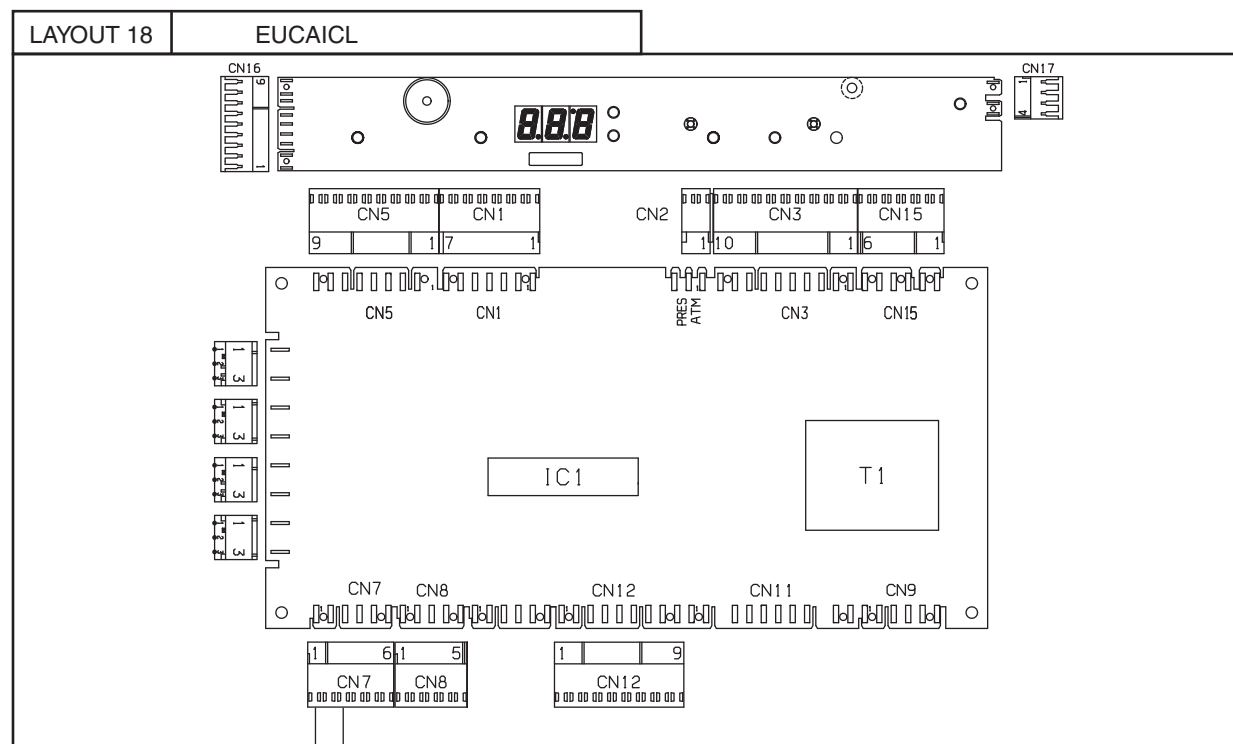 LAYOUT 18 EUCAICL
CN16 CN17
9 1
1 4
8.8.8
CN5 CN1 CN2 CN3 CN15
9 1 7 1 1 10 1 6 1
CN5 CN1 PRES ATM CN3 CN15
1 3
1 3
1 3
1 3
IC1 T1
CN7 CN8 CN12 CN11 CN9
1 6 1 5 1 9
CN7 CN8 CN12